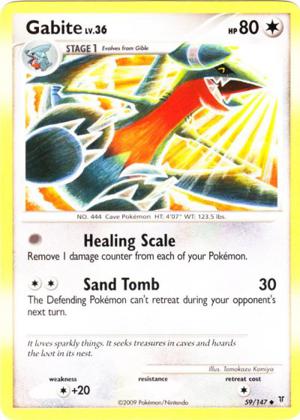 Gabite LV.36 HP 80
STAGE 1 Evolves from Gible
NO. 444 Cave Pokémon HT: 4'07" WT: 123.5 lbs.
Healing Scale
Remove 1 damage counter from each of your Pokémon.
Sand Tomb 30
The Defending Pokémon can't retreat during your opponent's
next turn.
It loves sparkly things. It seeks treasures in caves and hoards
the loot in its nest.
Illus. Tomokazu Komiya
weakness resistance retreat cost
+20
©2009 Pokémon/Nintendo 59/147